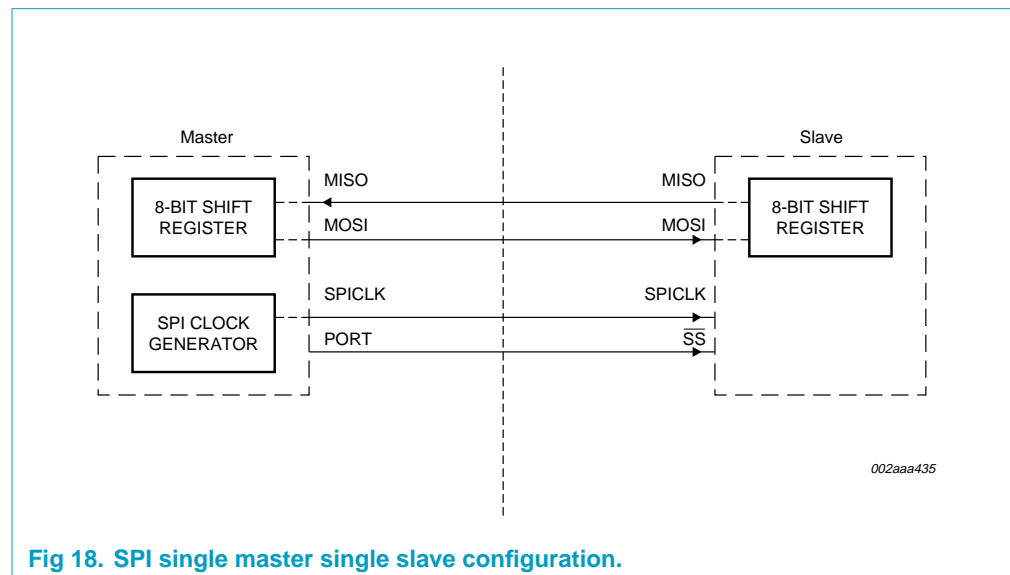 Master
Slave
8-BIT SHIFT
REGISTER
MISO
MISO
8-BIT SHIFT
REGISTER
MOSI
MOSI
SPI CLOCK
GENERATOR
SPICLK
SPICLK
PORT
S̅S̅
002aaa435
Fig 18. SPI single master single slave configuration.